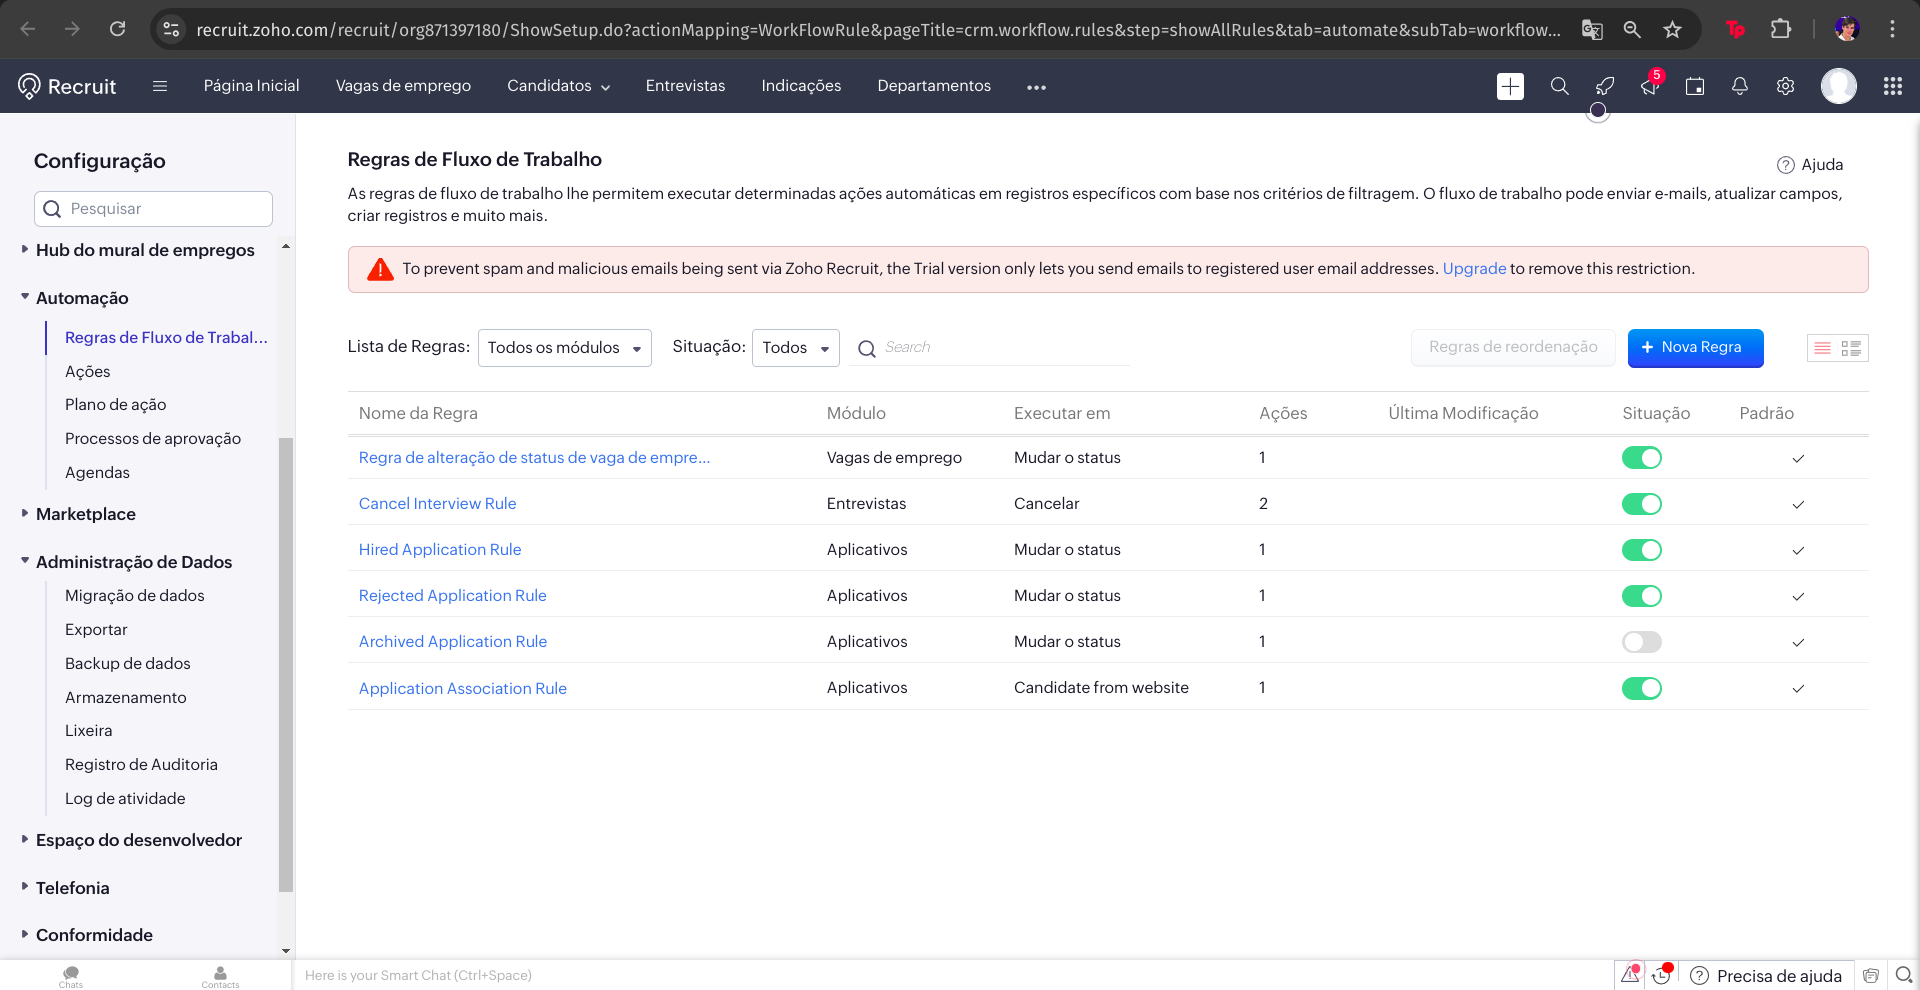 recruit.zoho.com/recruit/org871397180/ShowSetup.do?actionMapping=WorkFlowRule&pageTitle=crm.workflow.rules&step=showAllRules&tab=automate&subTab=workflow...
Tp
Recruit
Página Inicial
Vagas de emprego
Candidatos
Entrevistas
Indicações
Departamentos
5
Configuração
Pesquisar
Hub do mural de empregos
Automação
Regras de Fluxo de Trabal...
Ações
Plano de ação
Processos de aprovação
Agendas
Marketplace
Administração de Dados
Migração de dados
Exportar
Backup de dados
Armazenamento
Lixeira
Registro de Auditoria
Log de atividade
Espaço do desenvolvedor
Telefonia
Conformidade
Regras de Fluxo de Trabalho
Ajuda
As regras de fluxo de trabalho lhe permitem executar determinadas ações automáticas em registros específicos com base nos critérios de filtragem. O fluxo de trabalho pode enviar e-mails, atualizar campos,
criar registros e muito mais.
To prevent spam and malicious emails being sent via Zoho Recruit, the Trial version only lets you send emails to registered user email addresses. Upgrade to remove this restriction.
Lista de Regras: Todos os módulos Situação: Todos Search Regras de reordenação + Nova Regra
Nome da Regra Módulo Executar em Ações Última Modificação Situação Padrão
Regra de alteração de status de vaga de empre... Vagas de emprego Mudar o status 1
Cancel Interview Rule Entrevistas Cancelar 2
Hired Application Rule Aplicativos Mudar o status 1
Rejected Application Rule Aplicativos Mudar o status 1
Archived Application Rule Aplicativos Mudar o status 1
Application Association Rule Aplicativos Candidate from website 1
Chats
Contacts
Here is your Smart Chat (Ctrl+Space)
Precisa de ajuda